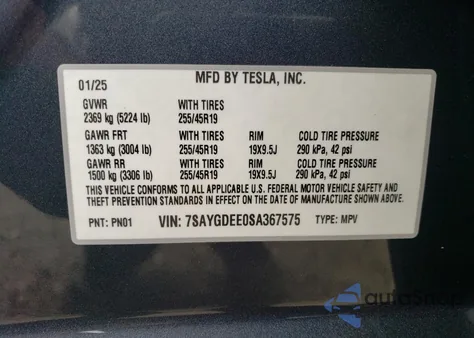 MFD BY TESLA, INC.
01/25
GVWR WITH TIRES
2369 kg (5224 lb) 255/45R19
GAWR FRT WITH TIRES RIM COLD TIRE PRESSURE
1363 kg (3004 lb) 255/45R19 19X9.5J 290 kPa, 42 psi
GAWR RR WITH TIRES RIM COLD TIRE PRESSURE
1500 kg (3306 lb) 255/45R19 19X9.5J 290 kPa, 42 psi
THIS VEHICLE CONFORMS TO ALL APPLICABLE U.S. FEDERAL MOTOR VEHICLE SAFETY AND
THEFT PREVENTION STANDARDS IN EFFECT ON THE DATE OF MANUFACTURE SHOWN ABOVE.
PNT: PN01 VIN: 7SAYGDEE0SA367575 TYPE: MPV